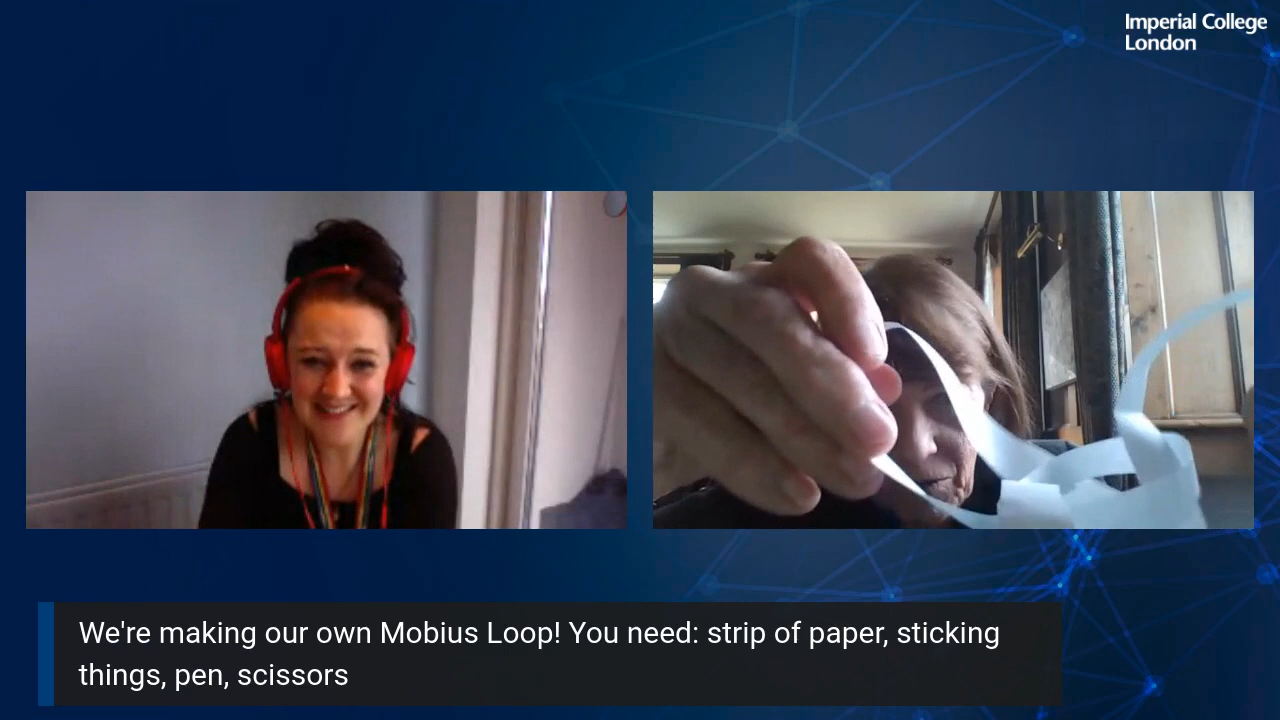 Imperial College
London
We're making our own Mobius Loop! You need: strip of paper, sticking
things, pen, scissors